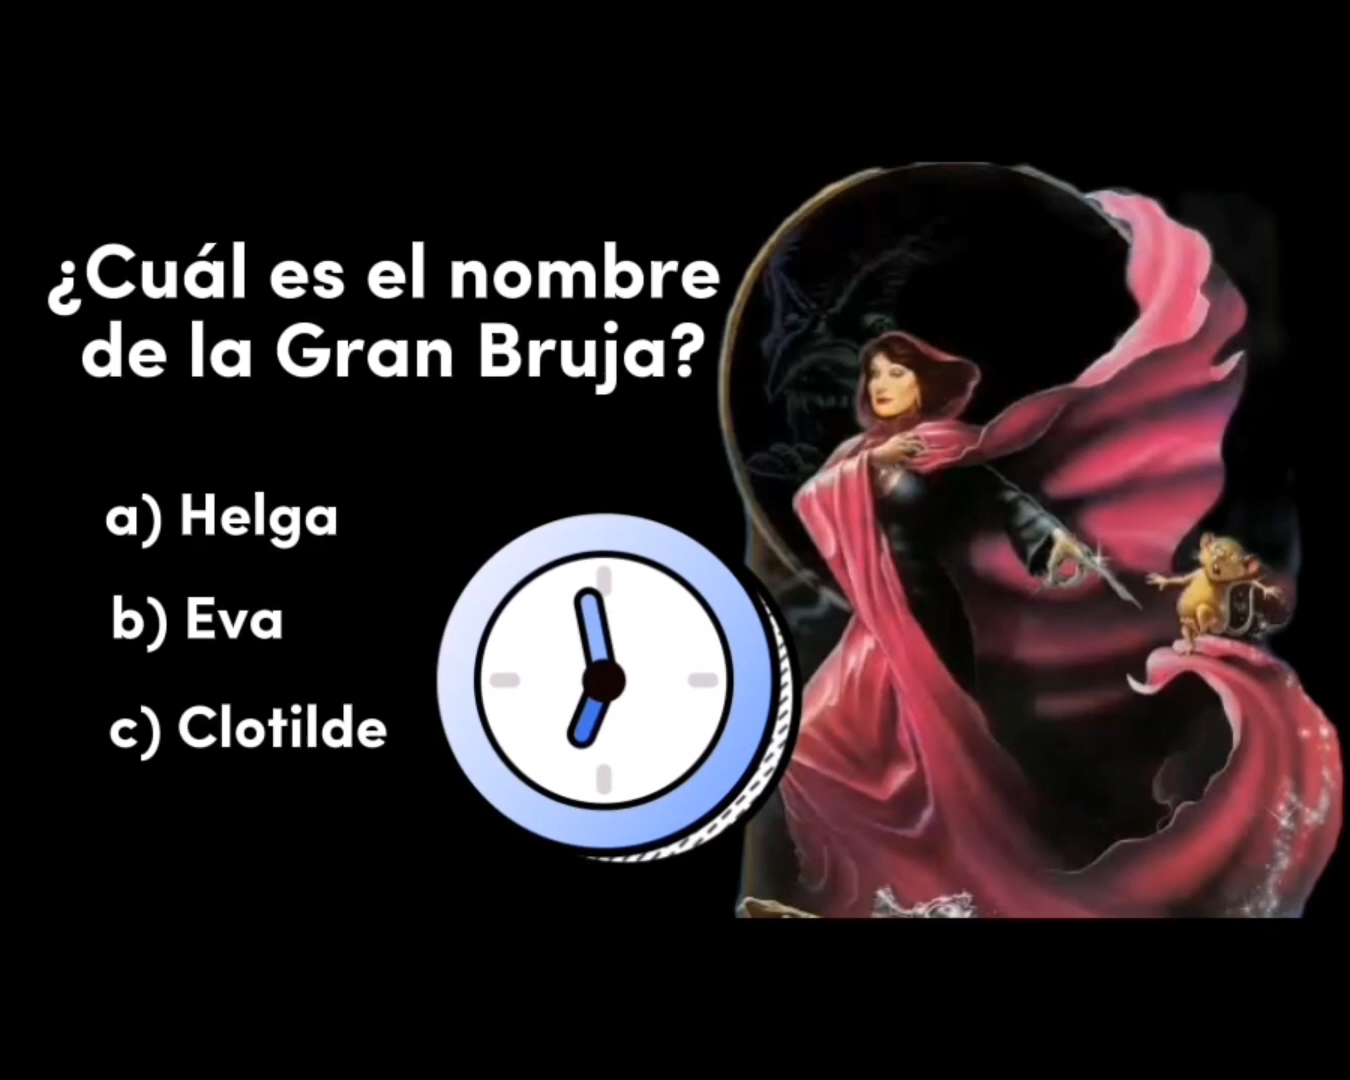 ¿Cuál es el nombre
de la Gran Bruja?
a) Helga
b) Eva
c) Clotilde